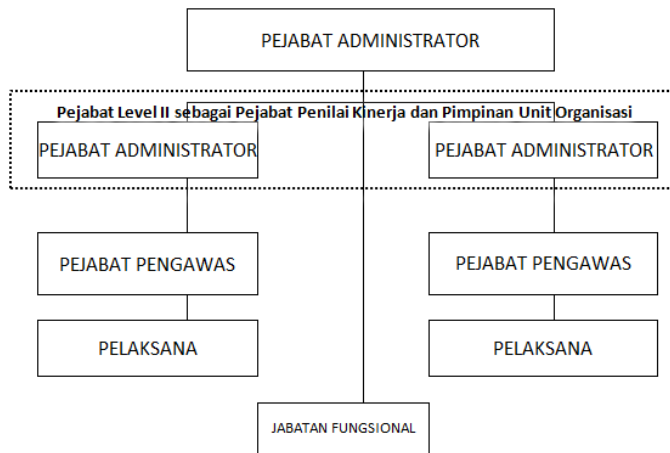 PEJABAT ADMINISTRATOR
Pejabat Level II sebagai Pejabat Penilai Kinerja dan Pimpinan Unit Organisasi
PEJABAT ADMINISTRATOR
PEJABAT ADMINISTRATOR
PEJABAT PENGAWAS
PEJABAT PENGAWAS
PELAKSANA
PELAKSANA
JABATAN FUNGSIONAL